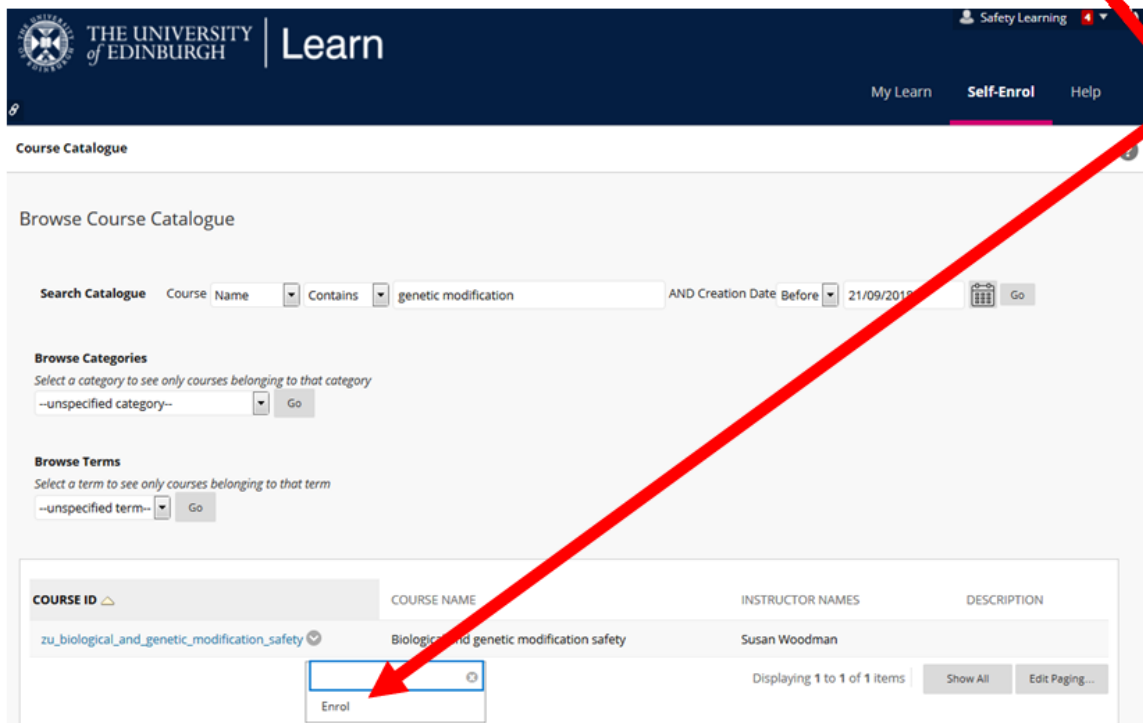 Safety Learning 4
THE UNIVERSITY
of EDINBURGH
Learn
My Learn Self-Enrol Help
Course Catalogue
Browse Course Catalogue
Search Catalogue Course Name Contains genetic modification AND Creation Date Before Go
Browse Categories
Select a category to see only courses belonging to that category
--unspecified category-- Go
Browse Terms
Select a term to see only courses belonging to that term
--unspecified term-- Go
COURSE ID COURSE NAME INSTRUCTOR NAMES DESCRIPTION
zu_biological_and_genetic_modification_safety Biological and genetic modification safety Susan Woodman
Displaying 1 to 1 of 1 items Show All Edit Paging...
Enrol